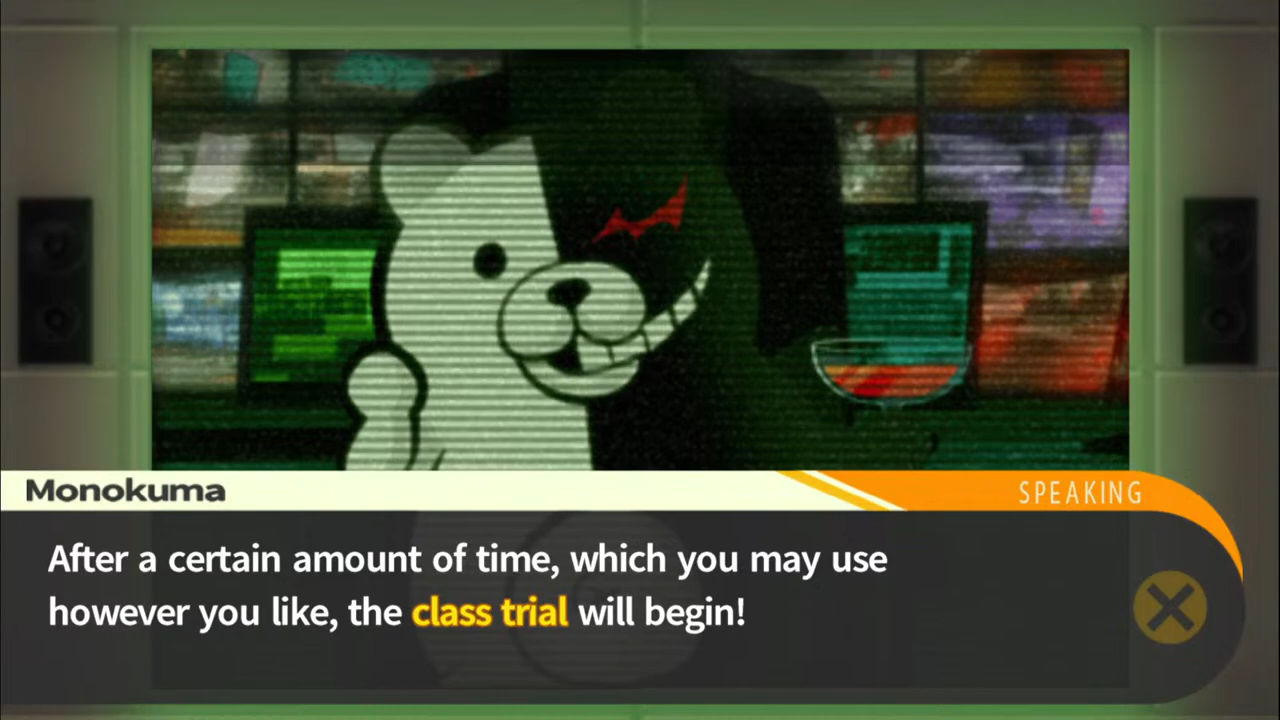 Monokuma
SPEAKING
After a certain amount of time, which you may use
however you like, the class trial will begin!